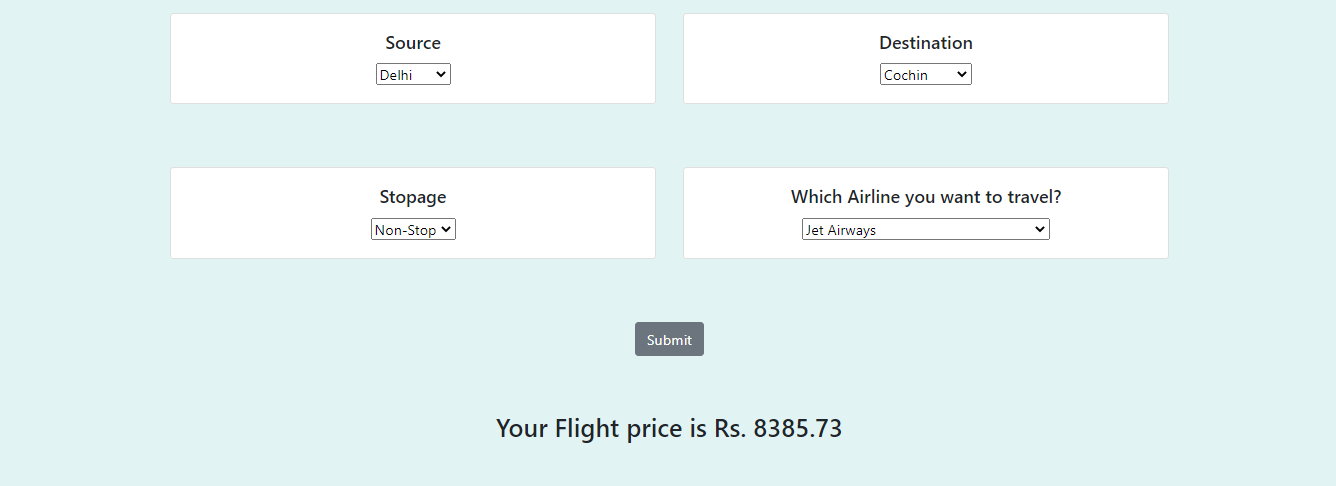 Source
Delhi
Destination
Cochin
Stopage
Non-Stop
Which Airline you want to travel?
Jet Airways
Submit
Your Flight price is Rs. 8385.73